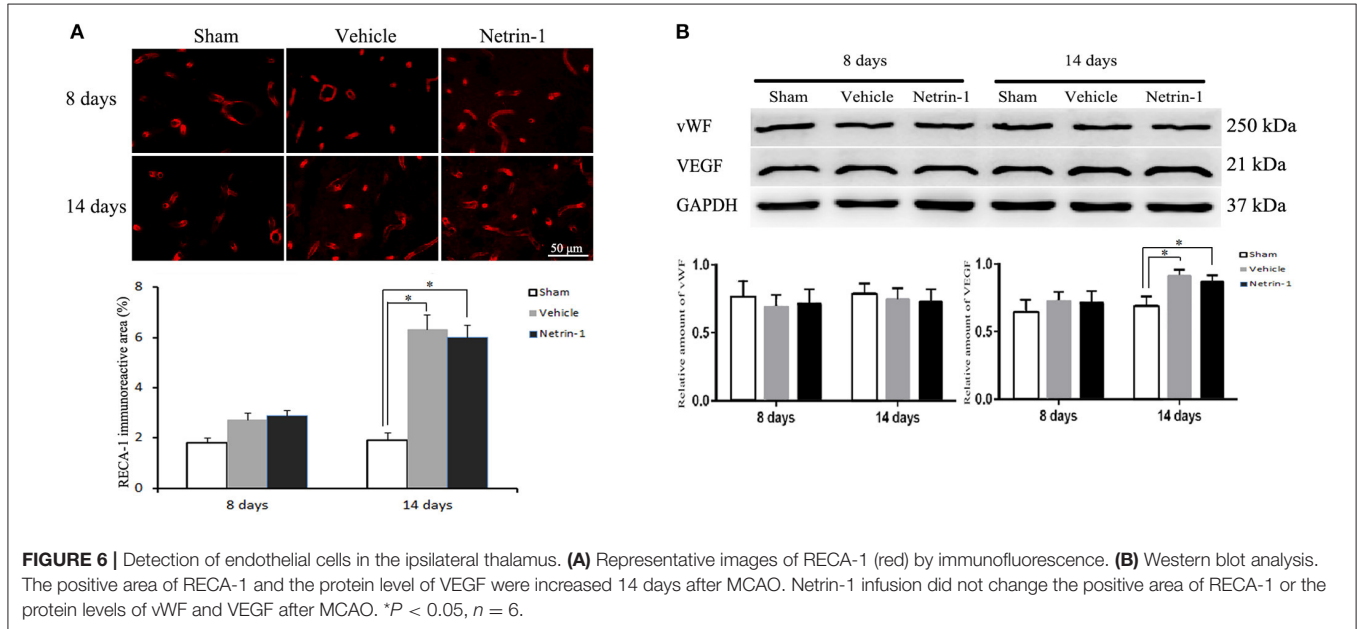 A
Sham Vehicle Netrin-1
8 days
14 days
50 μm
RECA-1 immunoreactive area (%)
8
6
4
2
0
* *
Sham
Vehicle
Netrin-1
8 days 14 days
B
8 days 14 days
Sham Vehicle Netrin-1 Sham Vehicle Netrin-1
vWF 250 kDa
VEGF 21 kDa
GAPDH 37 kDa
Relative amount of vWF
1.0
0.5
0.0
8 days 14 days
Relative amount of VEGF
1.0
0.5
0.0
* *
Sham
Vehicle
Netrin-1
8 days 14 days
FIGURE 6 | Detection of endothelial cells in the ipsilateral thalamus. (A) Representative images of RECA-1 (red) by immunofluorescence. (B) Western blot analysis.
The positive area of RECA-1 and the protein level of VEGF were increased 14 days after MCAO. Netrin-1 infusion did not change the positive area of RECA-1 or the
protein levels of vWF and VEGF after MCAO. *P < 0.05, n = 6.